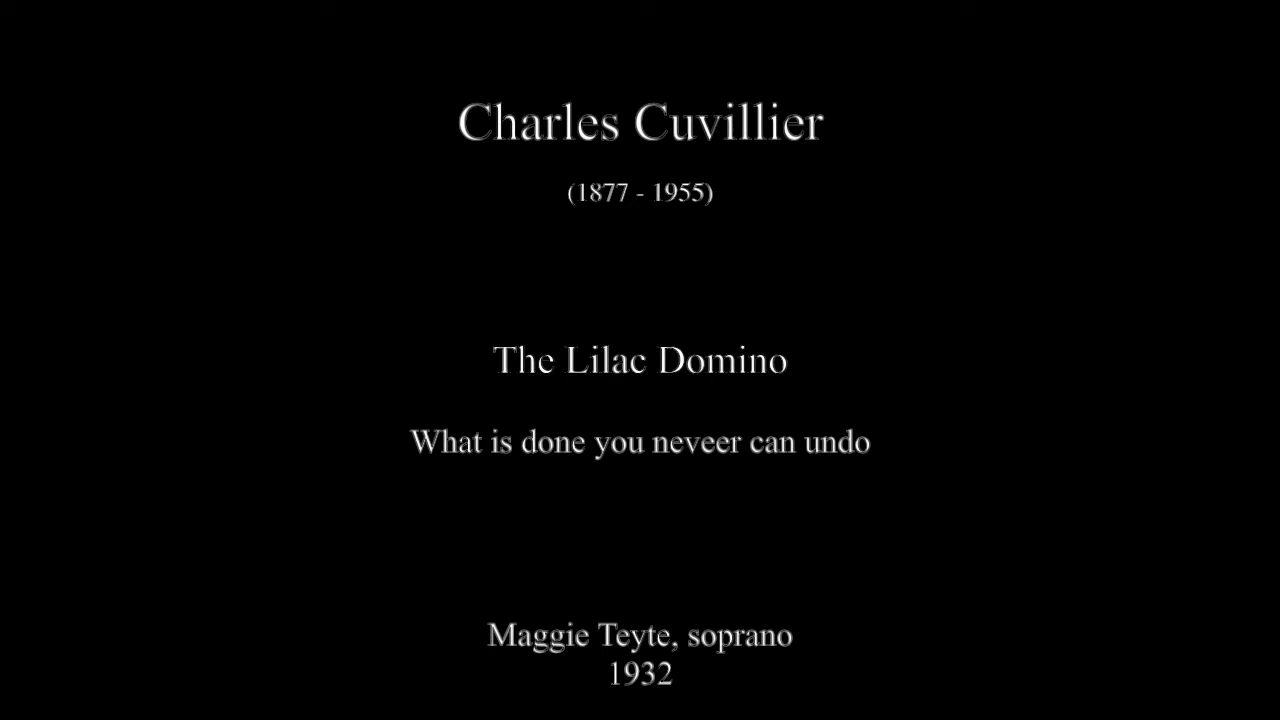 Charles Cuvillier
(1877 - 1955)
The Lilac Domino
What is done you neveer can undo
Maggie Teyte, soprano
1932